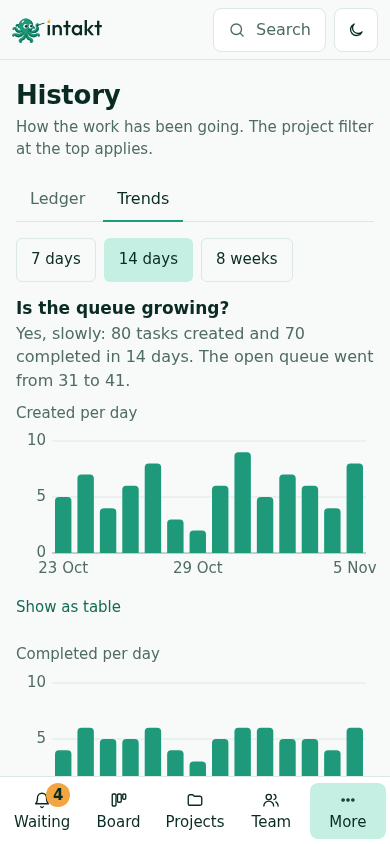 intakt
Search
History
How the work has been going. The project filter
at the top applies.
Ledger
Trends
7 days
14 days
8 weeks
Is the queue growing?
Yes, slowly: 80 tasks created and 70
completed in 14 days. The open queue went
from 31 to 41.
Created per day
10
5
0
23 Oct
29 Oct
5 Nov
Show as table
Completed per day
10
5
4
Waiting
Board
Projects
Team
More